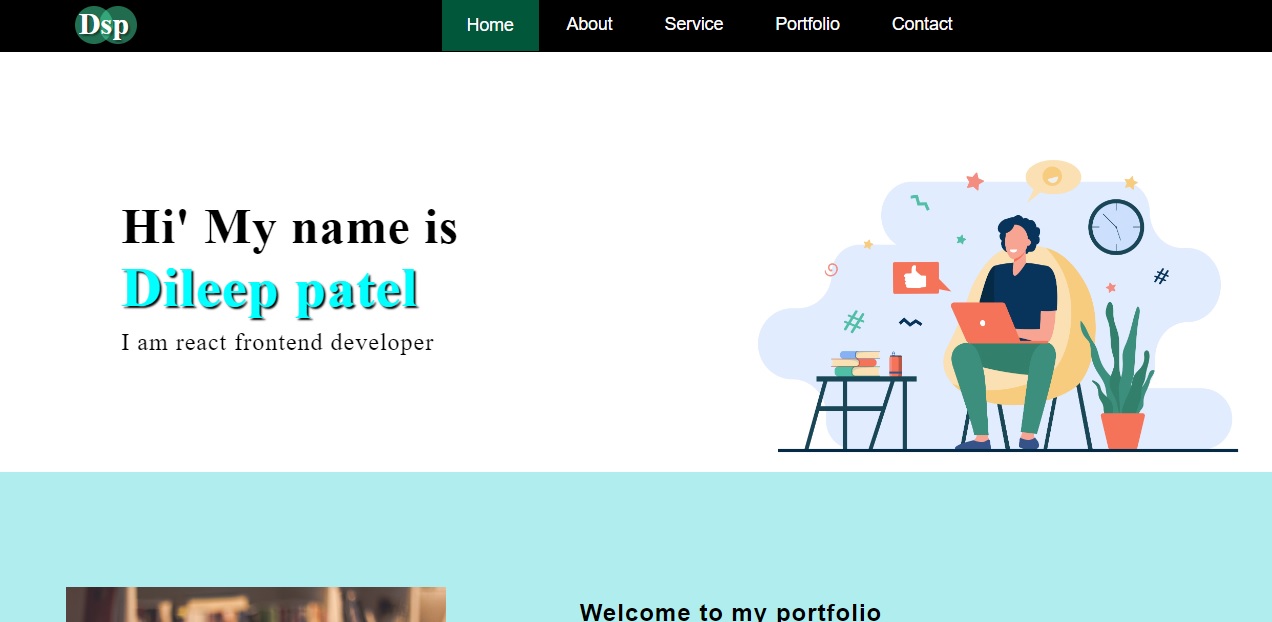 Dsp
Home About Service Portfolio Contact
Hi' My name is
Dileep patel
I am react frontend developer
Welcome to my portfolio